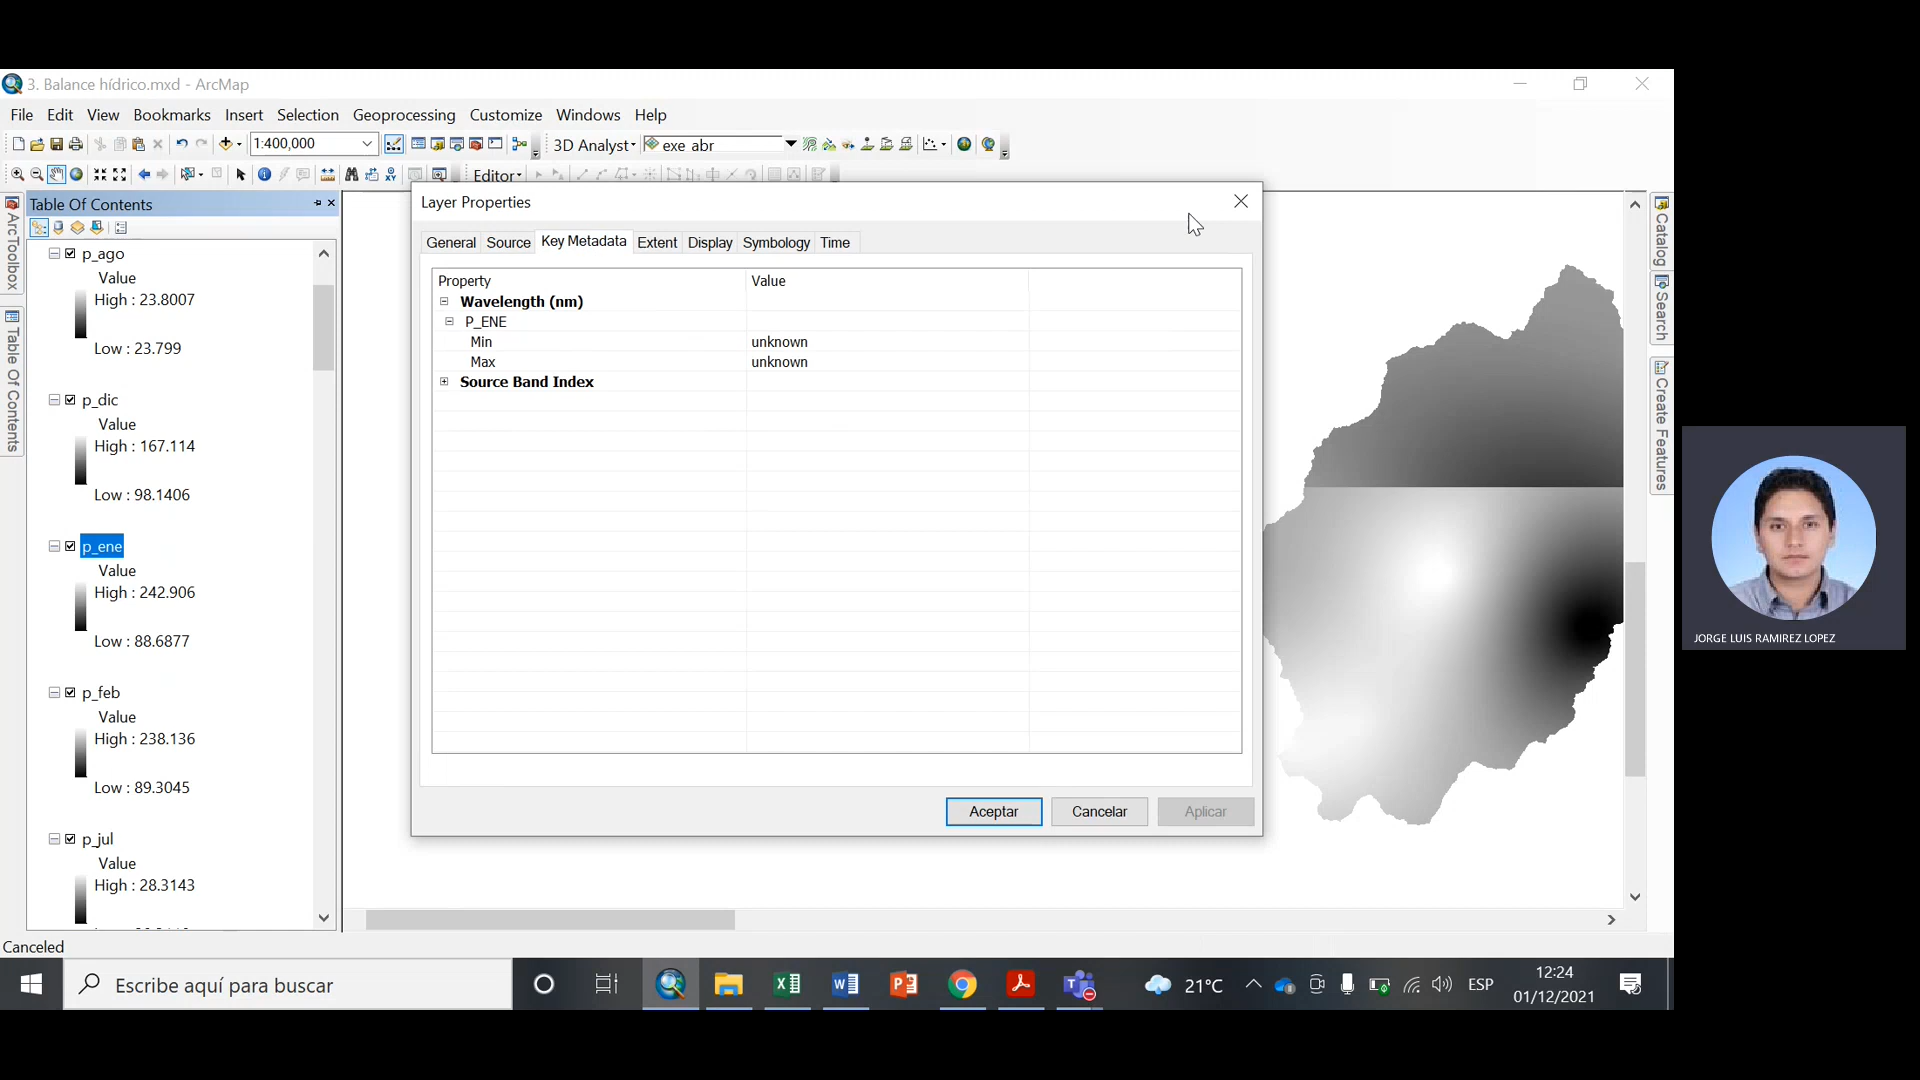 3. Balance hídrico.mxd - ArcMap
File Edit View Bookmarks Insert Selection Geoprocessing Customize Windows Help
1:400,000
3D Analyst
exe abr
Editor
Table Of Contents
ArcToolbox
Table Of Contents
p_ago
Value
High : 23.8007
Low : 23.799
p_dic
Value
High : 167.114
Low : 98.1406
p_ene
Value
High : 242.906
Low : 88.6877
p_feb
Value
High : 238.136
Low : 89.3045
p_jul
Value
High : 28.3143
Layer Properties
General Source Key Metadata Extent Display Symbology Time
Property Value
Wavelength (nm)
P_ENE
Min unknown
Max unknown
Source Band Index
Aceptar Cancelar Aplicar
Catalog
Search
Create Features
JORGE LUIS RAMIREZ LOPEZ
Canceled
Escribe aquí para buscar
21°C
ESP
12:24
01/12/2021